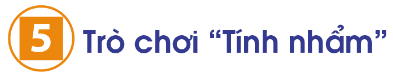 5 Trò chơi “Tính nhẩm”